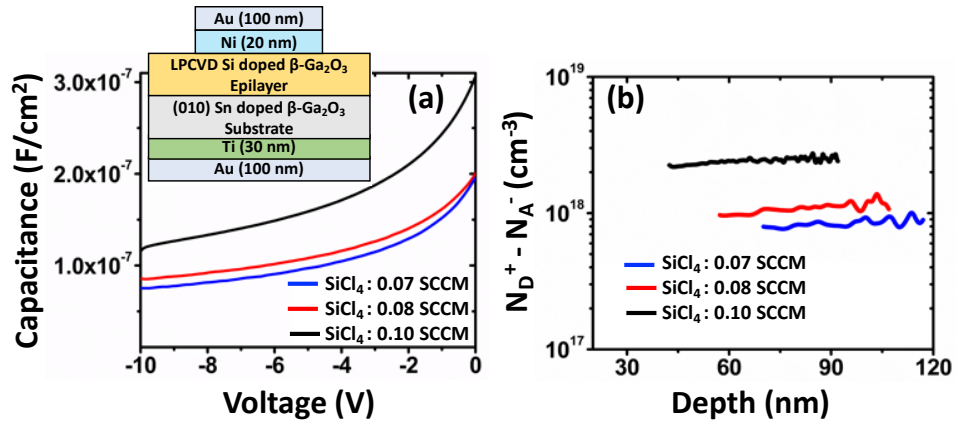 Au (100 nm)
Ni (20 nm)
LPCVD Si doped β-Ga₂O₃
Epilayer
(010) Sn doped β-Ga₂O₃
Substrate
Ti (30 nm)
Au (100 nm)
(a)
Capacitance (F/cm²)
3.0x10⁻⁷
2.0x10⁻⁷
1.0x10⁻⁷
SiCl₄: 0.07 SCCM
SiCl₄: 0.08 SCCM
SiCl₄: 0.10 SCCM
-10 -8 -6 -4 -2 0
Voltage (V)
(b)
N_D⁺ - N_A⁻ (cm⁻³)
10¹⁹
10¹⁸
10¹⁷
SiCl₄: 0.07 SCCM
SiCl₄: 0.08 SCCM
SiCl₄: 0.10 SCCM
30 60 90 120
Depth (nm)